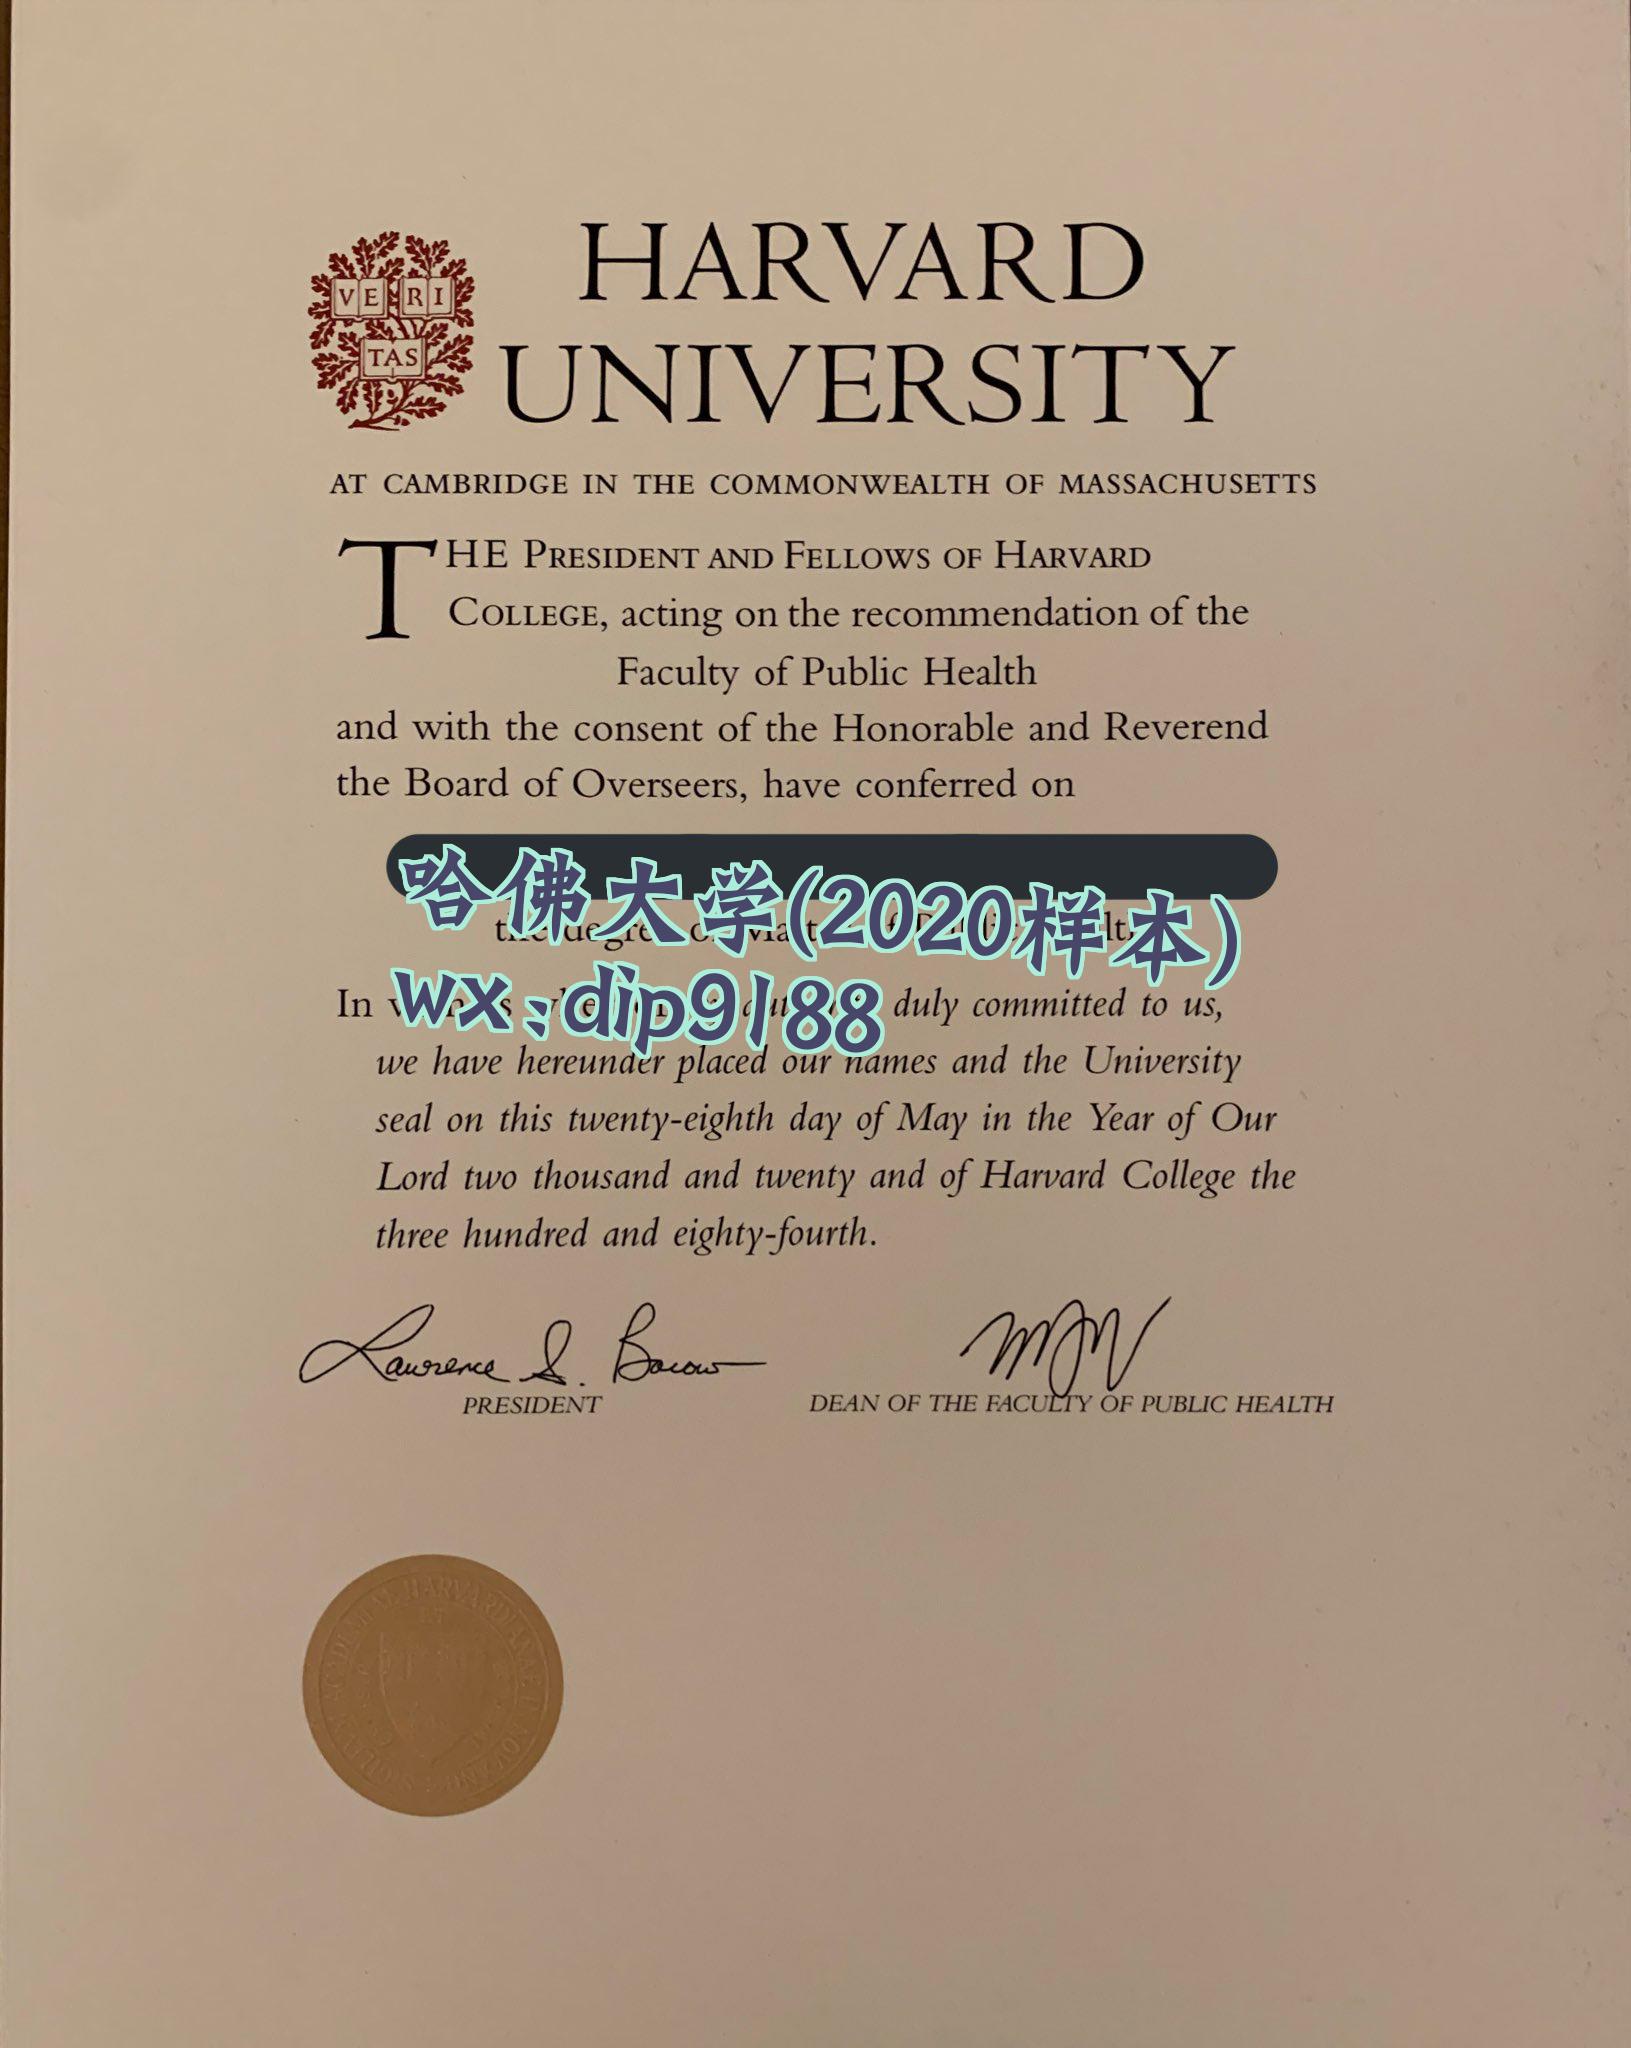 VE RI
TAS
HARVARD
UNIVERSITY
AT CAMBRIDGE IN THE COMMONWEALTH OF MASSACHUSETTS
THE PRESIDENT AND FELLOWS OF HARVARD
COLLEGE, acting on the recommendation of the
Faculty of Public Health
and with the consent of the Honorable and Reverend
the Board of Overseers, have conferred on
哈佛大学(2020样本)
the degree of
wx:dip9188
In duly committed to us,
we have hereunder placed our names and the University
seal on this twenty-eighth day of May in the Year of Our
Lord two thousand and twenty and of Harvard College the
three hundred and eighty-fourth.
Lawrence S. Bacow
PRESIDENT
DEAN OF THE FACULTY OF PUBLIC HEALTH